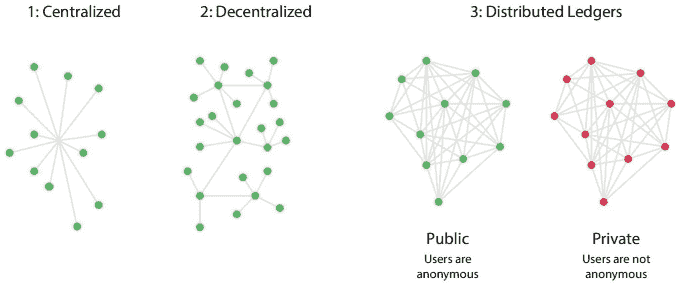 1: Centralized
2: Decentralized
3: Distributed Ledgers
Public
Users are
anonymous
Private
Users are not
anonymous